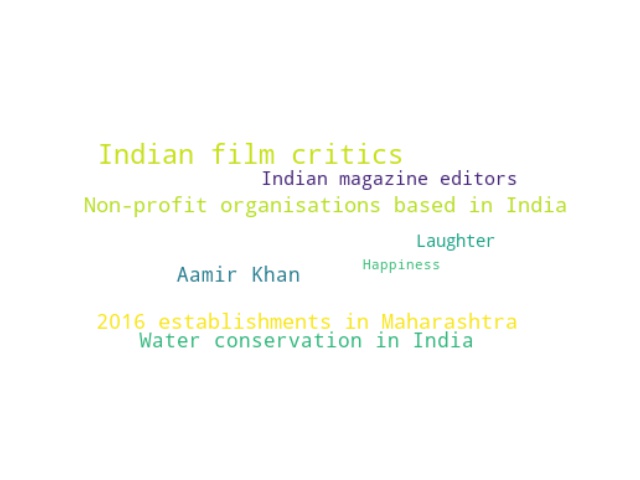 Indian film critics
Indian magazine editors
Non-profit organisations based in India
Laughter
Happiness
Aamir Khan
2016 establishments in Maharashtra
Water conservation in India